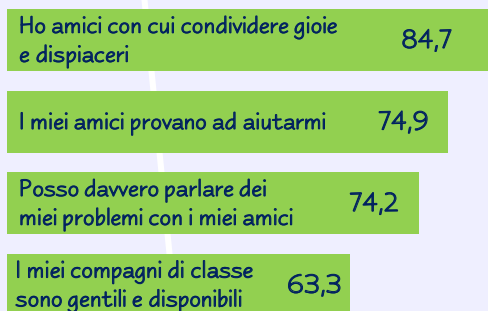 Ho amici con cui condividere gioie
e dispiaceri
84,7
I miei amici provano ad aiutarmi
74,9
Posso davvero parlare dei
miei problemi con i miei amici
74,2
I miei compagni di classe
sono gentili e disponibili
63,3